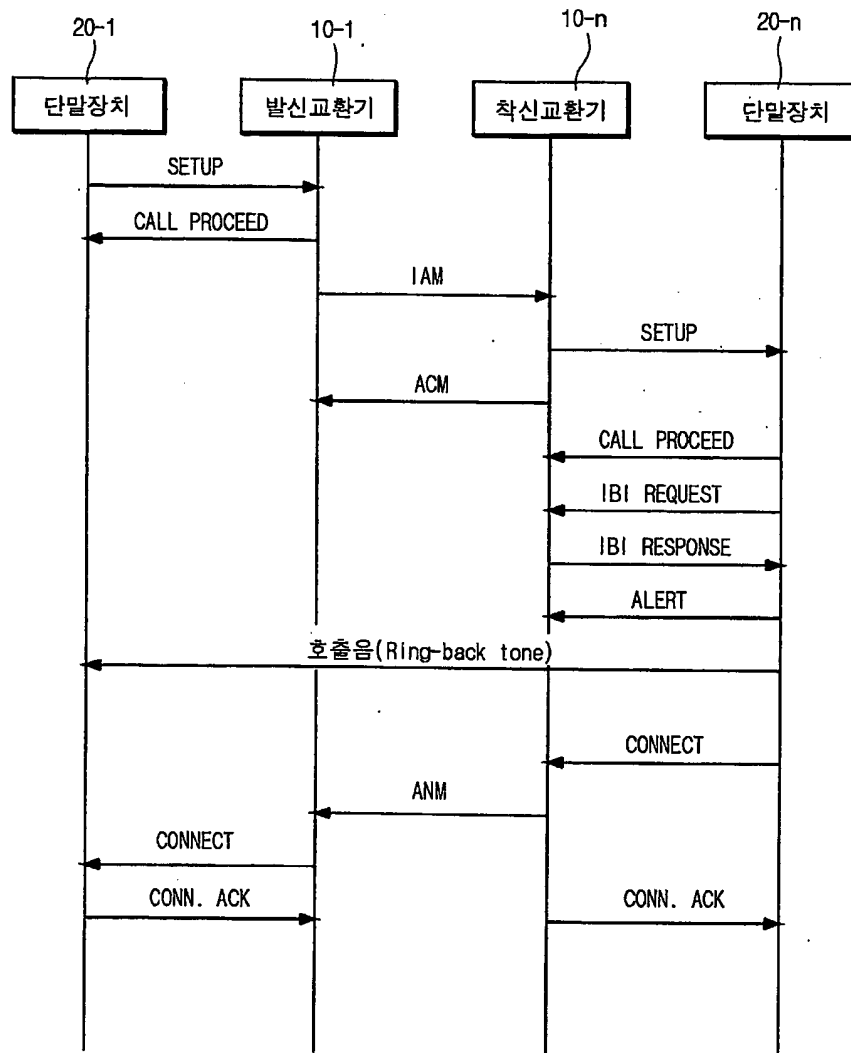 20-1
10-1
10-n
20-n
단말장치
발신교환기
착신교환기
단말장치
SETUP
CALL PROCEED
IAM
SETUP
ACM
CALL PROCEED
IBI REQUEST
IBI RESPONSE
ALERT
호출음(Ring-back tone)
CONNECT
ANM
CONNECT
CONN. ACK
CONN. ACK